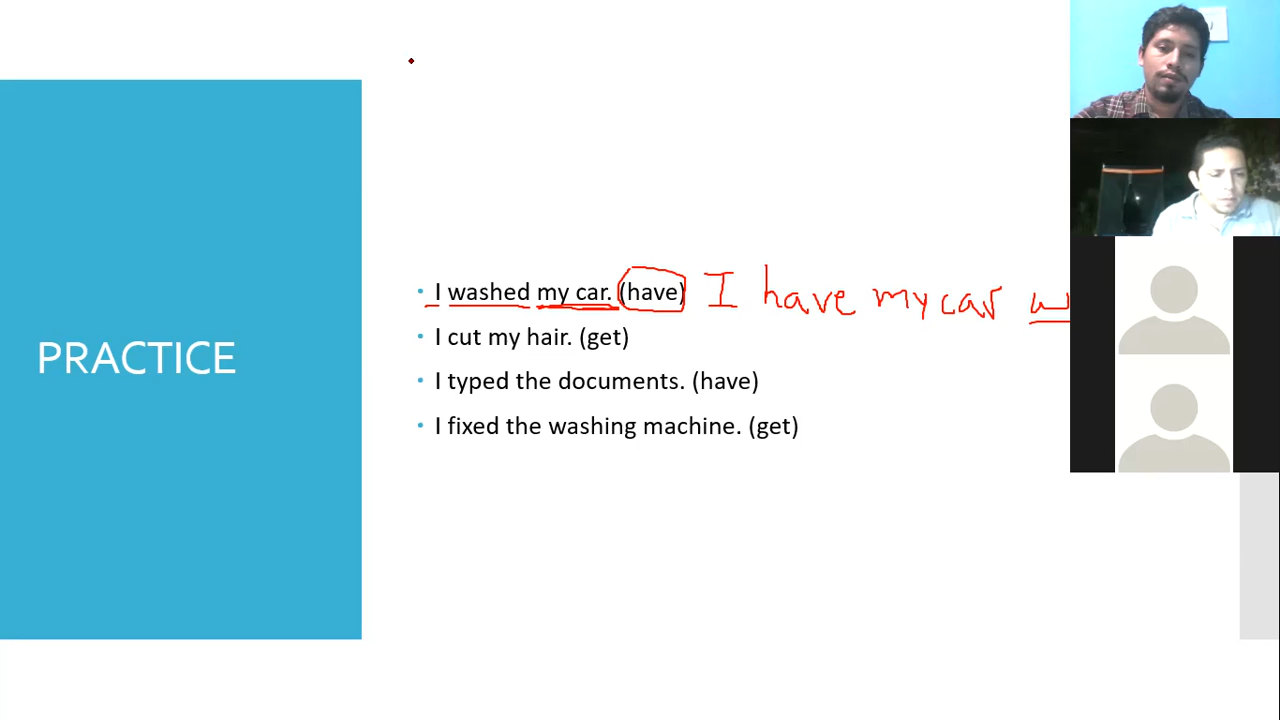 PRACTICE
• I washed my car. (have) I have my car
• I cut my hair. (get)
• I typed the documents. (have)
• I fixed the washing machine. (get)